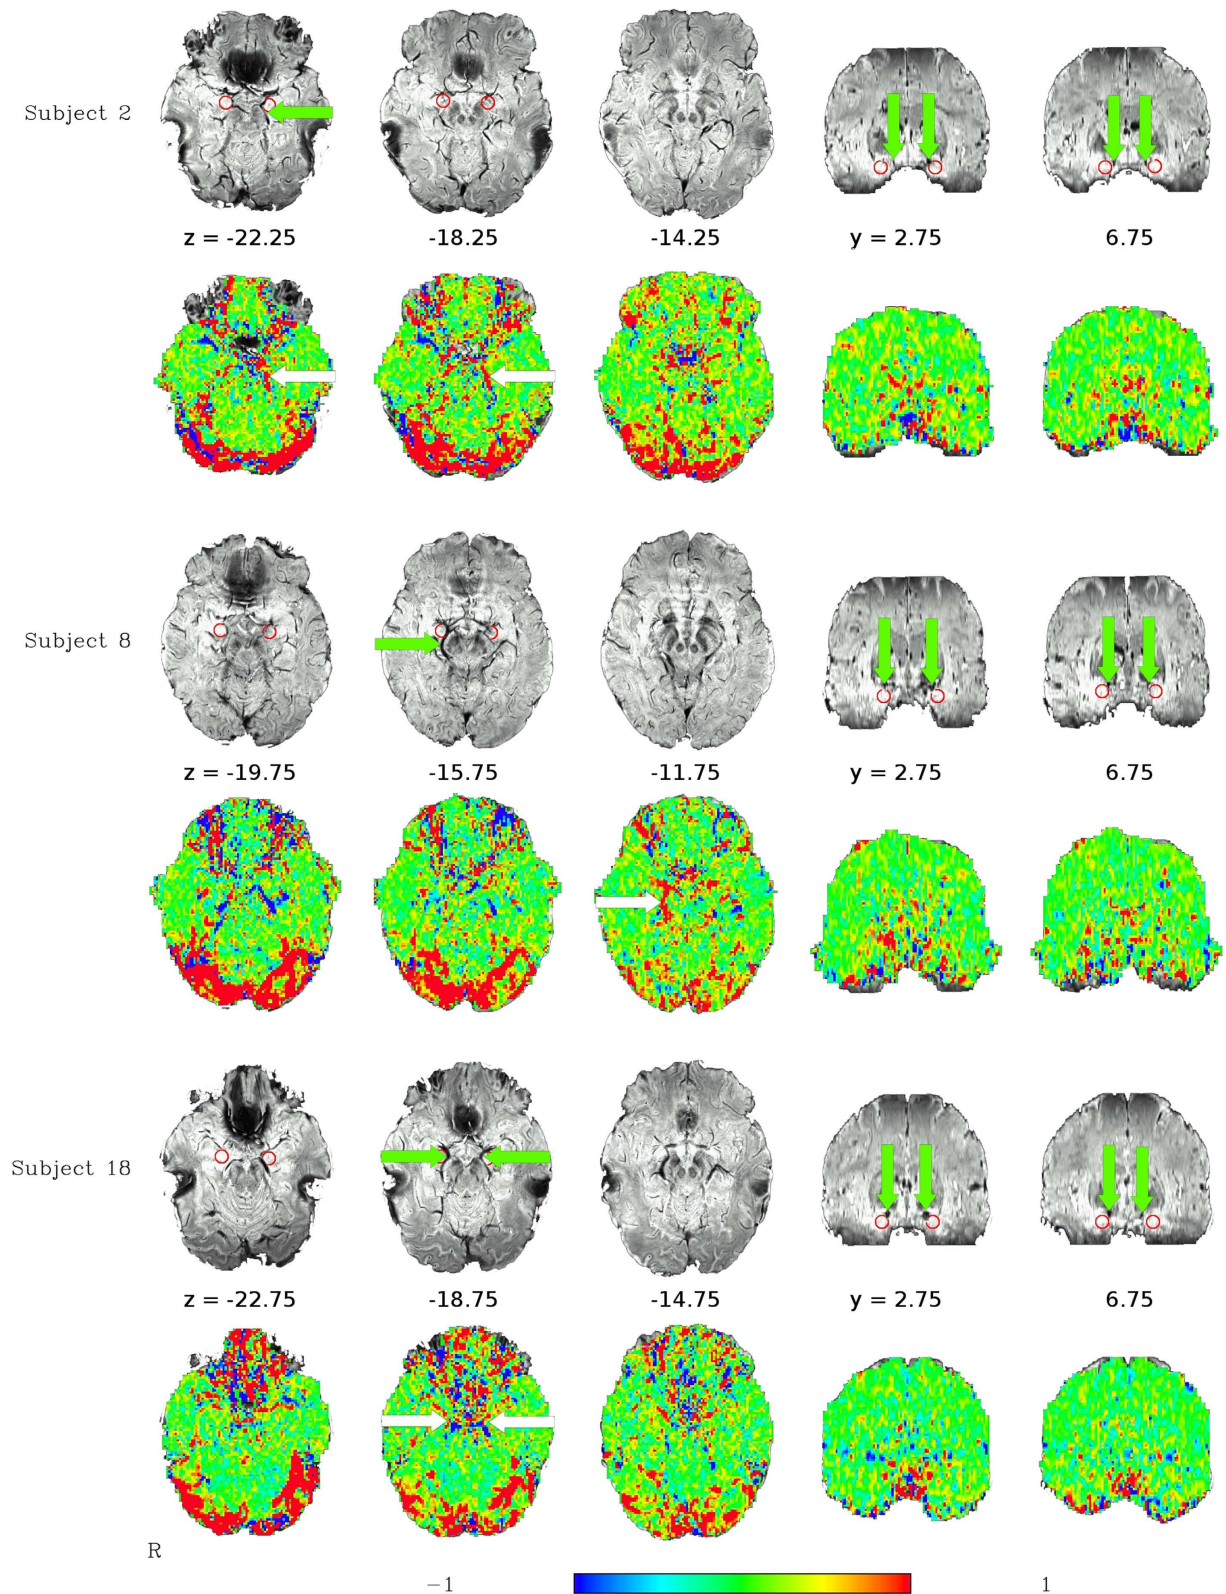 Subject 2
z = -22.25 -18.25 -14.25 y = 2.75 6.75
Subject 8
z = -19.75 -15.75 -11.75 y = 2.75 6.75
Subject 18
z = -22.75 -18.75 -14.75 y = 2.75 6.75
R
−1 1